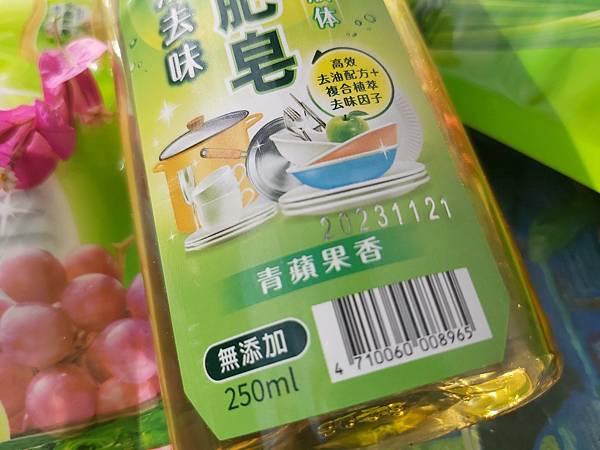 去味
肥皂
液体
高效
去油配方+
複合植萃
去味因子
20231121
青蘋果香
無添加
250ml
4 710060 008965